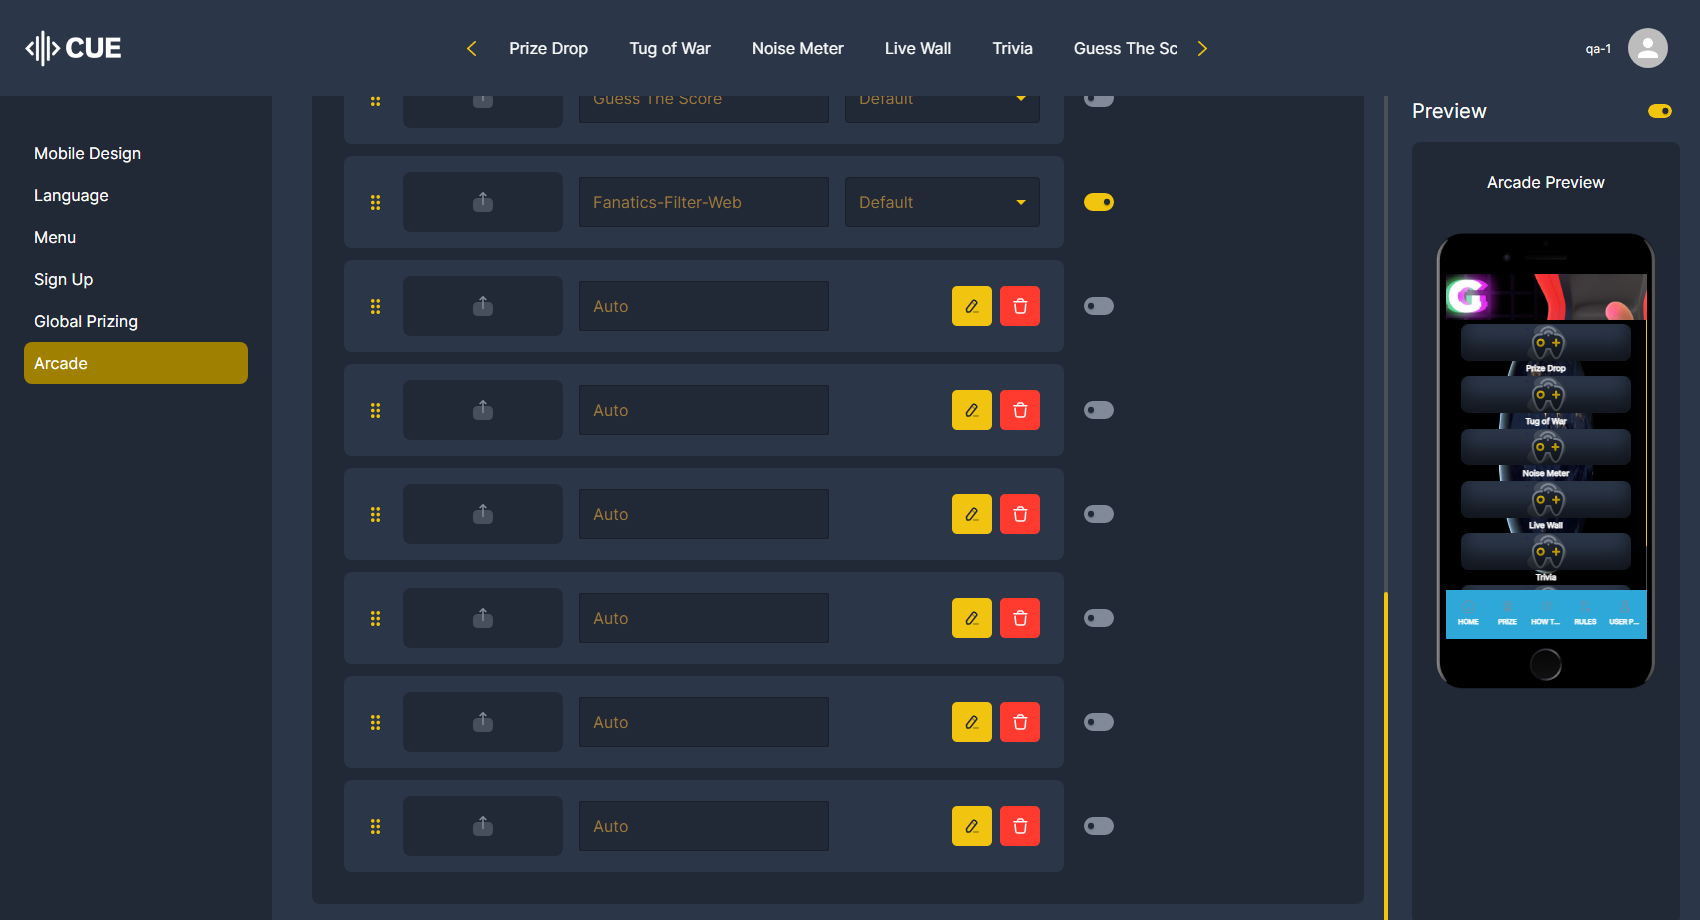 CUE
Prize Drop
Tug of War
Noise Meter
Live Wall
Trivia
Guess The Sc
qa-1
Mobile Design
Language
Menu
Sign Up
Global Prizing
Arcade
Guess The Score
Default
Fanatics-Filter-Web
Default
Auto
Auto
Auto
Auto
Auto
Auto
Preview
Arcade Preview
G
Prize Drop
Tug of War
Noise Meter
Live Wall
Trivia
HOME
PRIZE
HOW T...
RULES
USER P...